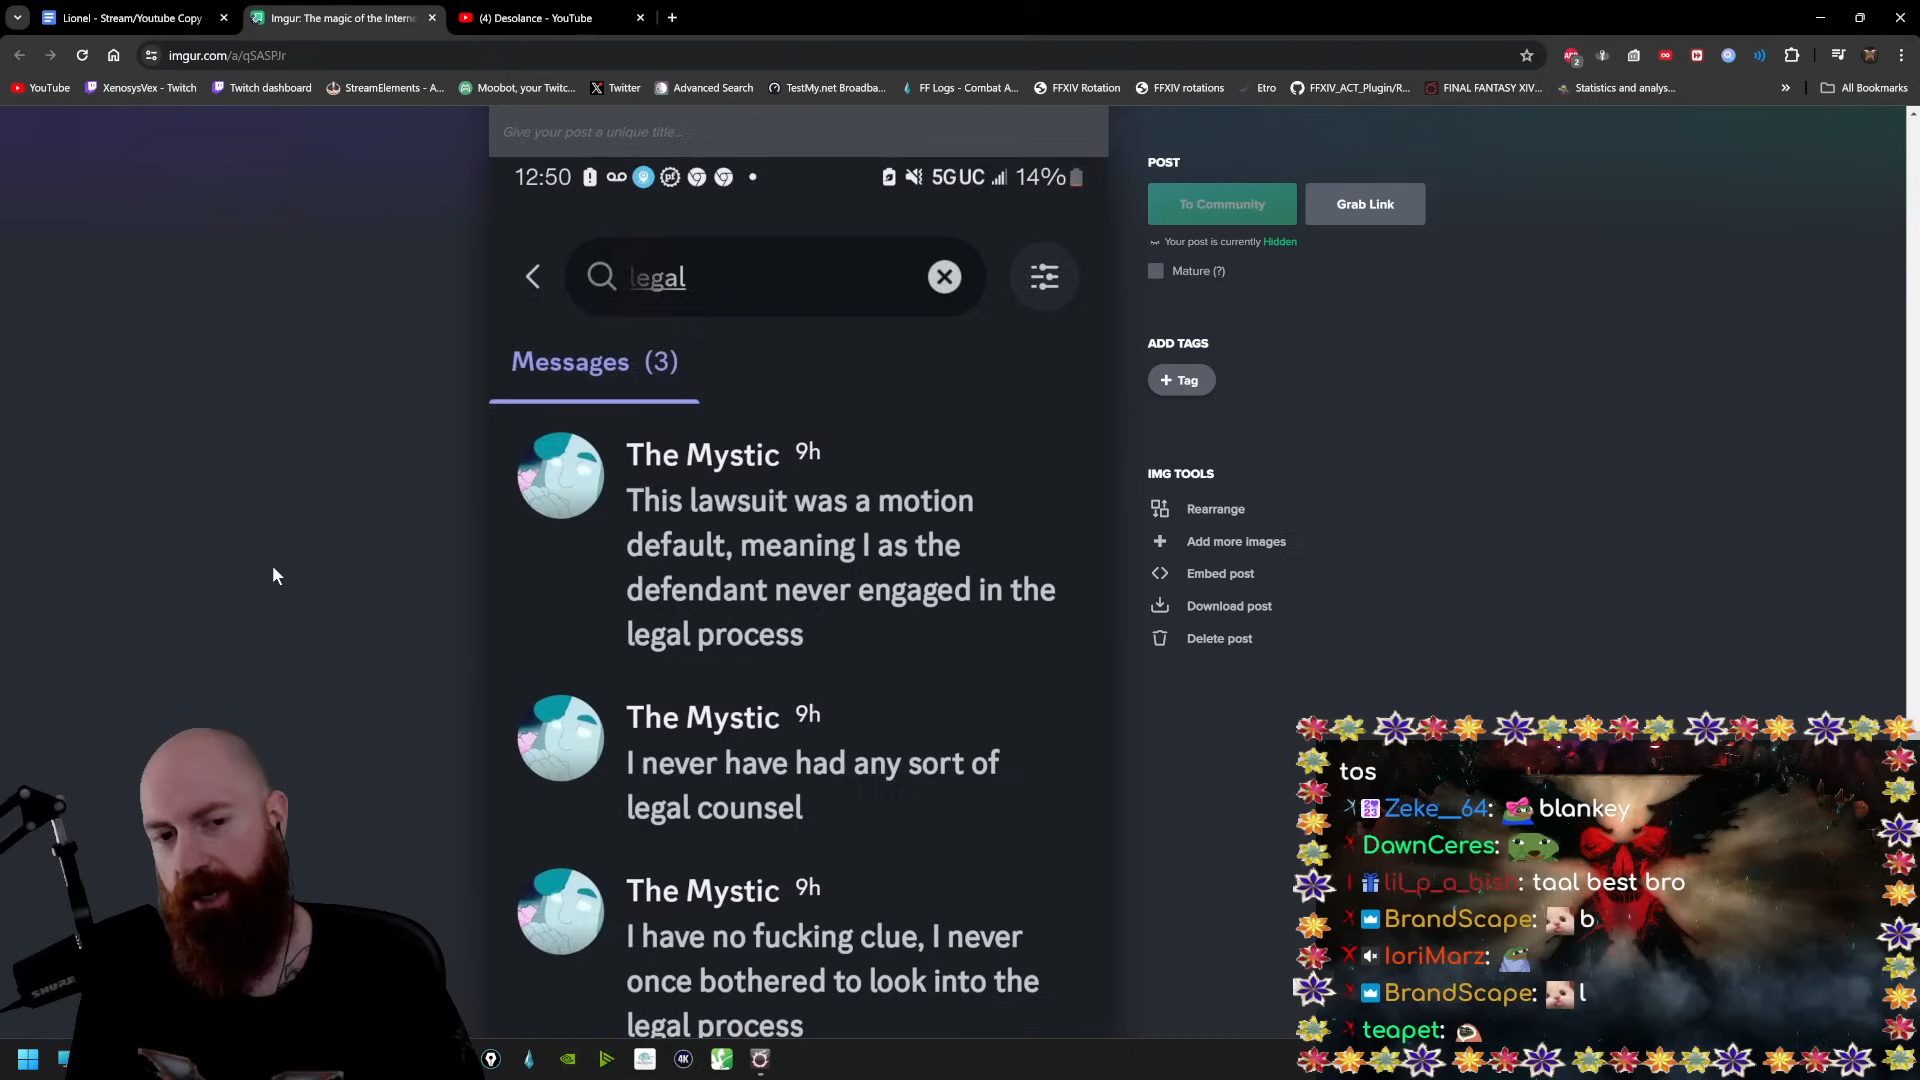 Lionel - Stream/Youtube Copy
Imgur: The magic of the Interne
(4) Desolance - YouTube
imgur.com/a/qSASPJr
YouTube
XenosysVex - Twitch
Twitch dashboard
StreamElements - A...
Moobot, your Twitc...
Twitter
Advanced Search
TestMy.net Broadba...
FF Logs - Combat A...
FFXIV Rotation
FFXIV rotations
Etro
FFXIV_ACT_Plugin/R...
FINAL FANTASY XIV...
Statistics and analys...
All Bookmarks
Give your post a unique title...
12:50
5G UC
14%
legal
Messages (3)
The Mystic 9h
This lawsuit was a motion
default, meaning I as the
defendant never engaged in the
legal process
The Mystic 9h
I never have had any sort of
legal counsel
The Mystic 9h
I have no fucking clue, I never
once bothered to look into the
legal process
POST
To Community
Grab Link
Your post is currently Hidden
Mature (?)
ADD TAGS
+ Tag
IMG TOOLS
Rearrange
Add more images
Embed post
Download post
Delete post
tos
Zeke__64: blankey
DawnCeres:
lil_p_a_bish: taal best bro
BrandScape: b
IoriMarz:
BrandScape: l
teapet:
SHURE
4K